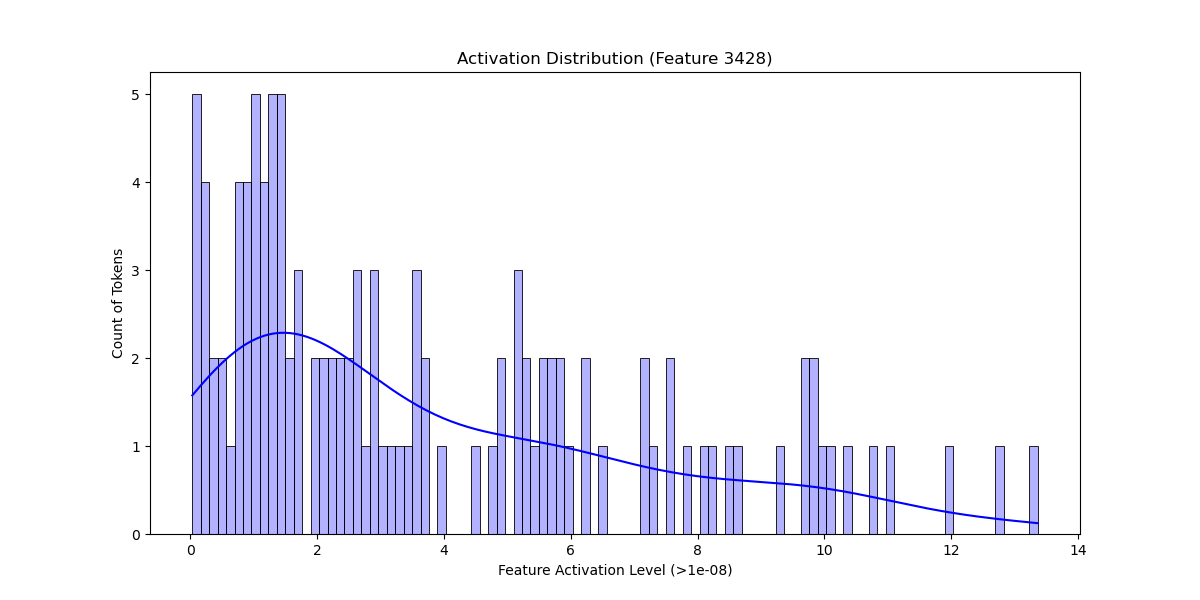 Activation Distribution (Feature 3428)
Count of Tokens
5
4
3
2
1
0
0 2 4 6 8 10 12 14
Feature Activation Level (>1e-08)